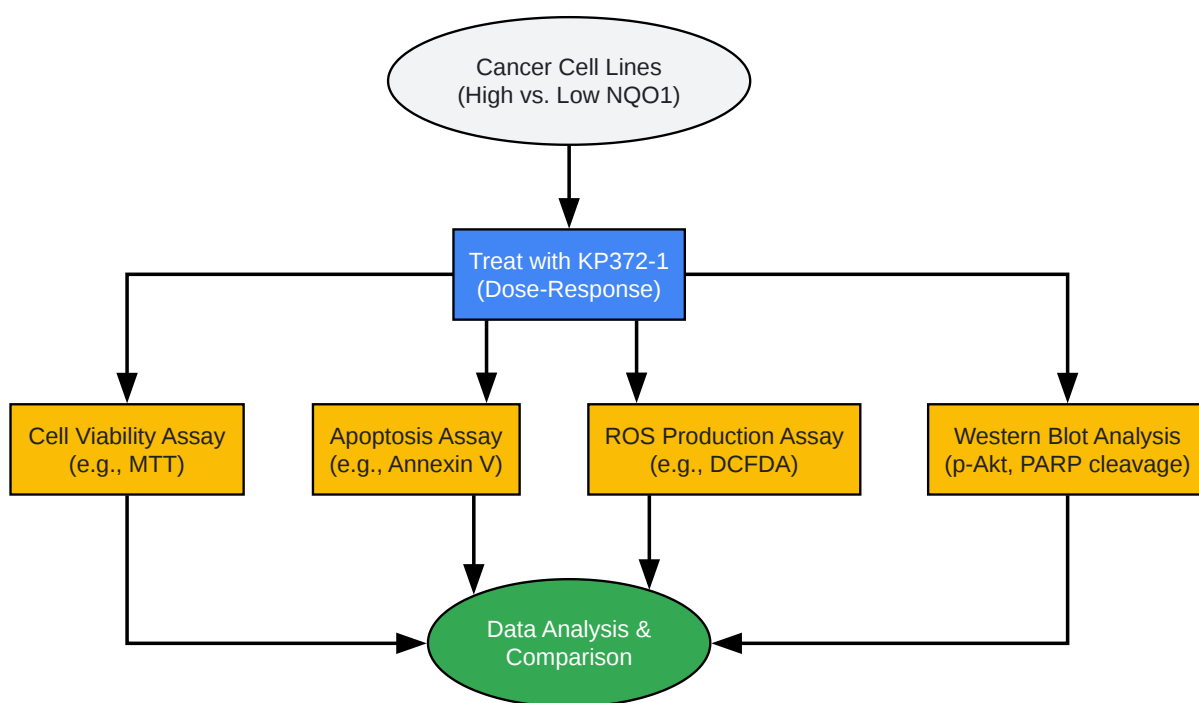 Cancer Cell Lines
(High vs. Low NQO1)
Treat with KP372-1
(Dose-Response)
Cell Viability Assay
(e.g., MTT)
Apoptosis Assay
(e.g., Annexin V)
ROS Production Assay
(e.g., DCFDA)
Western Blot Analysis
(p-Akt, PARP cleavage)
Data Analysis &
Comparison